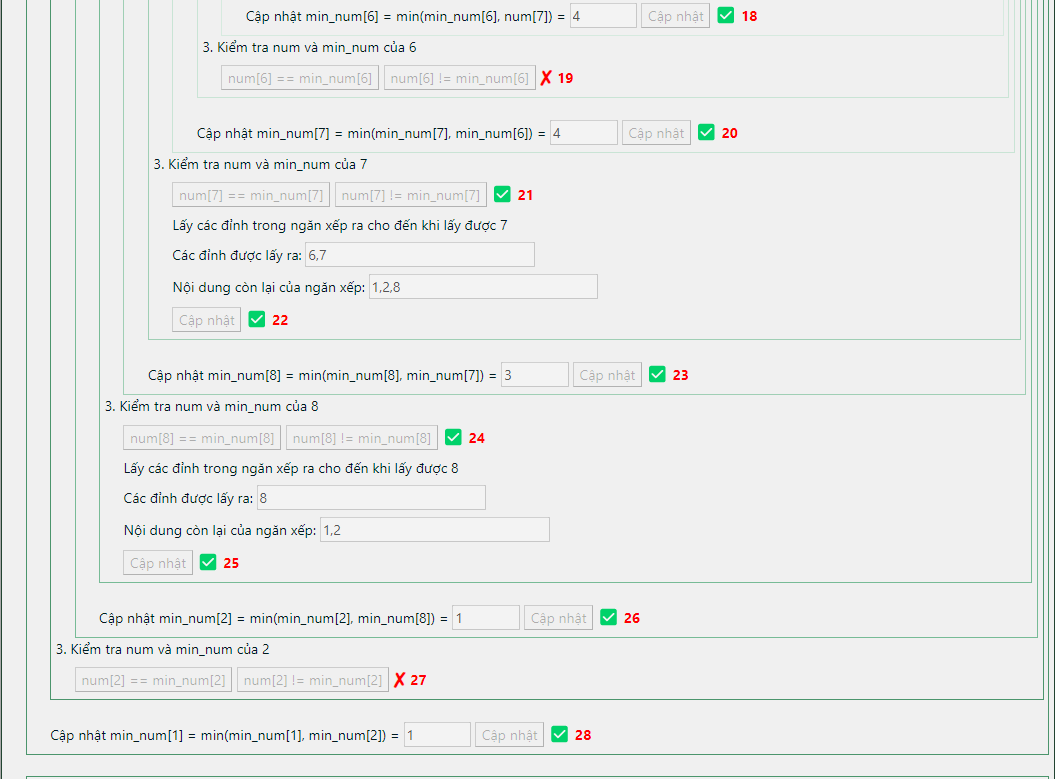 Cập nhật min_num[6] = min(min_num[6], num[7]) = 4 Cập nhật 18
3. Kiểm tra num và min_num của 6
num[6] == min_num[6] num[6] != min_num[6] ✗ 19
Cập nhật min_num[7] = min(min_num[7], min_num[6]) = 4 Cập nhật 20
3. Kiểm tra num và min_num của 7
num[7] == min_num[7] num[7] != min_num[7] 21
Lấy các đỉnh trong ngăn xếp ra cho đến khi lấy được 7
Các đỉnh được lấy ra: 6,7
Nội dung còn lại của ngăn xếp: 1,2,8
Cập nhật 22
Cập nhật min_num[8] = min(min_num[8], min_num[7]) = 3 Cập nhật 23
3. Kiểm tra num và min_num của 8
num[8] == min_num[8] num[8] != min_num[8] 24
Lấy các đỉnh trong ngăn xếp ra cho đến khi lấy được 8
Các đỉnh được lấy ra: 8
Nội dung còn lại của ngăn xếp: 1,2
Cập nhật 25
Cập nhật min_num[2] = min(min_num[2], min_num[8]) = 1 Cập nhật 26
3. Kiểm tra num và min_num của 2
num[2] == min_num[2] num[2] != min_num[2] ✗ 27
Cập nhật min_num[1] = min(min_num[1], min_num[2]) = 1 Cập nhật 28